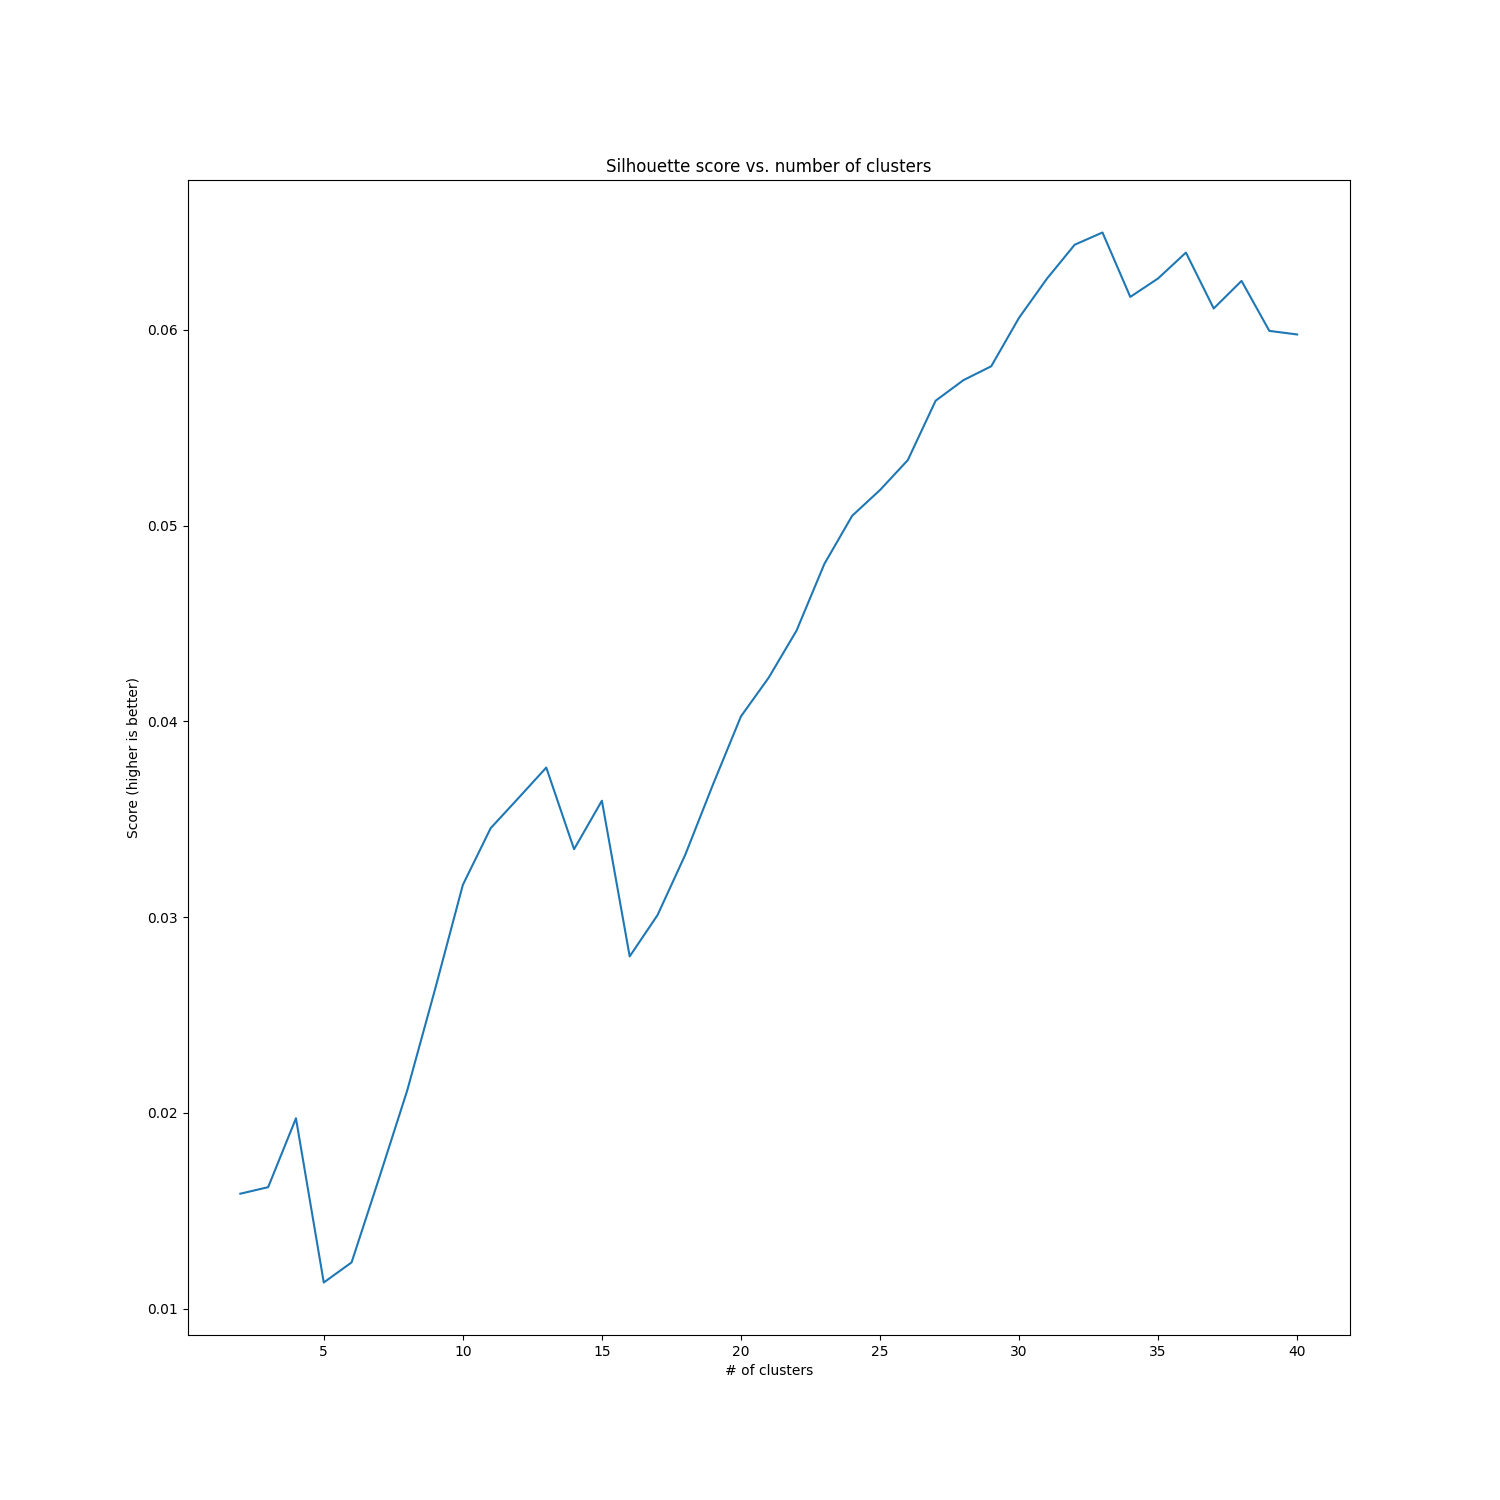 Silhouette score vs. number of clusters
0.06
0.05
0.04
0.03
0.02
0.01
Score (higher is better)
5 10 15 20 25 30 35 40
# of clusters